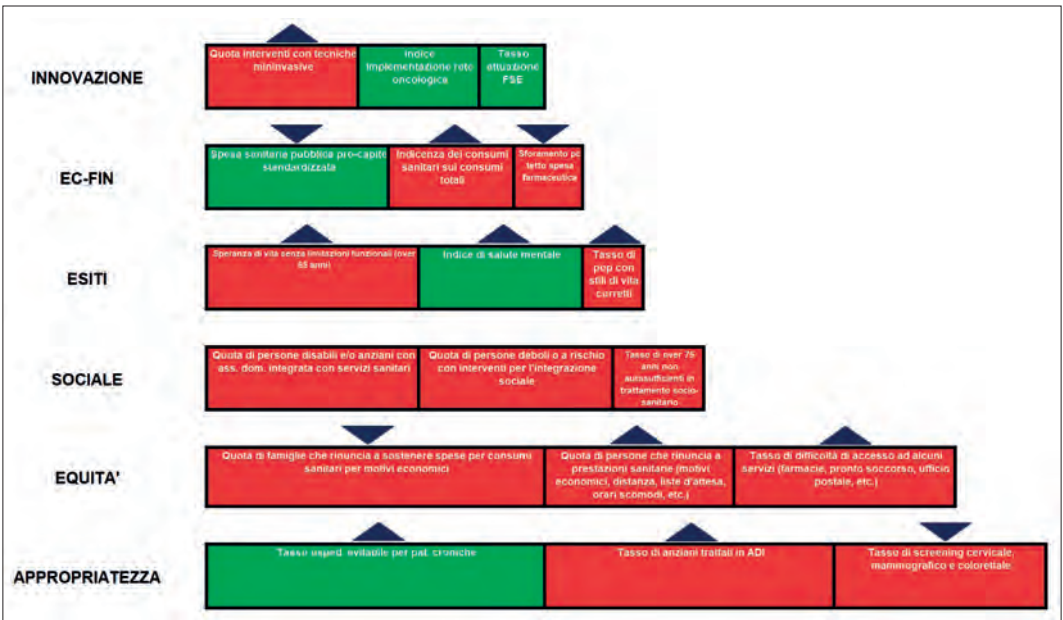 INNOVAZIONE
Quota interventi con tecniche
mininvasive
Indice
implementazione rete
oncologica
Tasso
attuazione
FSE
EC-FIN
Spesa sanitaria pubblica pro-capite
standardizzata
Indicenza dei consumi
sanitari sui consumi
totali
Sforamento pc
tetto spesa
farmaceutica
ESITI
Speranza di vita senza limitazioni funzionali (over
65 anni)
Indice di salute mentale
Tasso di
pop con
stili di vita
corretti
SOCIALE
Quota di persone disabili e/o anziani con
ass. dom. integrata con servizi sanitari
Quota di persone deboli o a rischio
con interventi per l'integrazione
sociale
Tasso di over 75
anni non
autosufficienti in
trattamento socio-
sanitario
EQUITA'
Quota di famiglie che rinuncia a sostenere spese per consumi
sanitari per motivi economici
Quota di persone che rinuncia a
prestazioni sanitarie (motivi
economici, distanza, liste d'attesa,
orari scomodi, etc.)
Tasso di difficoltà di accesso ad alcuni
servizi (farmacie, pronto soccorso, ufficio
postale, etc.)
APPROPRIATEZZA
Tasso osped. evitabile per pat. croniche
Tasso di anziani trattati in ADI
Tasso di screening cervicale,
mammografico e colorettale